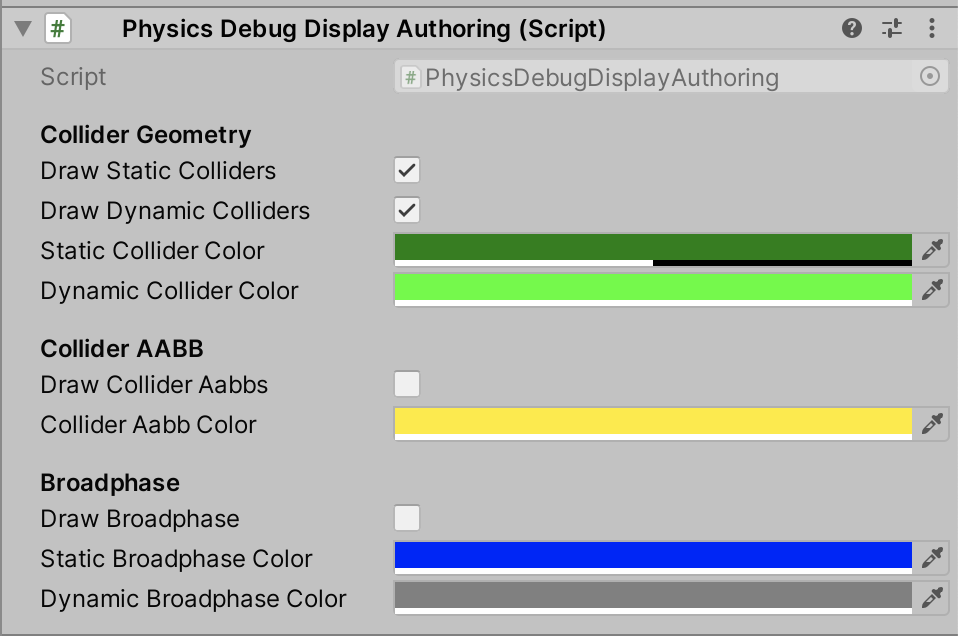 # Physics Debug Display Authoring (Script) ?
Script # PhysicsDebugDisplayAuthoring
Collider Geometry
Draw Static Colliders
Draw Dynamic Colliders
Static Collider Color
Dynamic Collider Color
Collider AABB
Draw Collider Aabbs
Collider Aabb Color
Broadphase
Draw Broadphase
Static Broadphase Color
Dynamic Broadphase Color